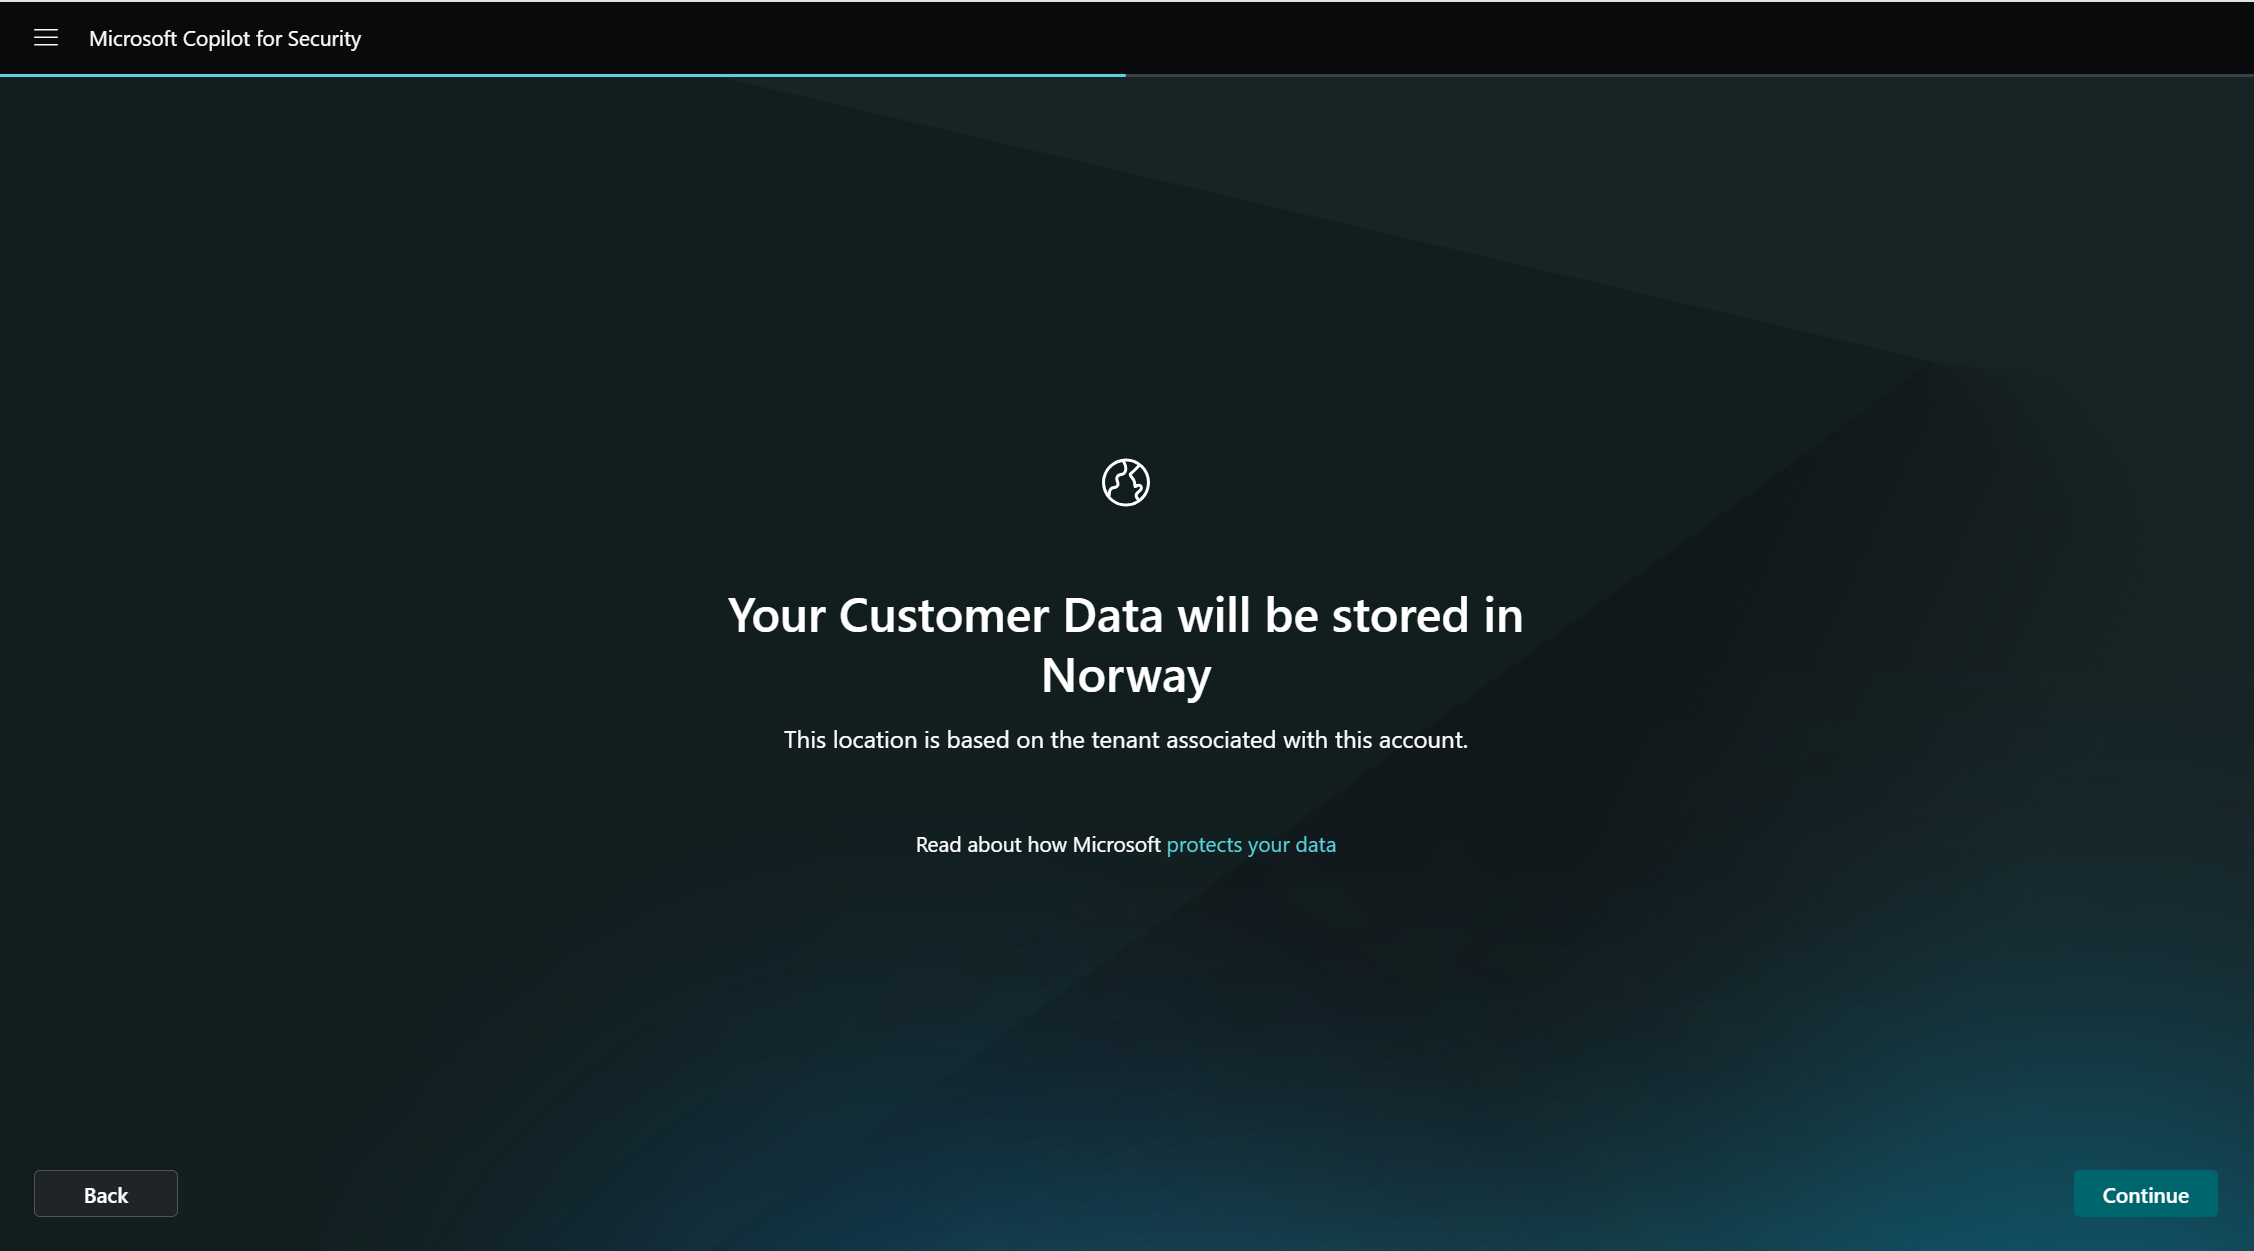 Microsoft Copilot for Security
Your Customer Data will be stored in
Norway
This location is based on the tenant associated with this account.
Read about how Microsoft protects your data
Back
Continue